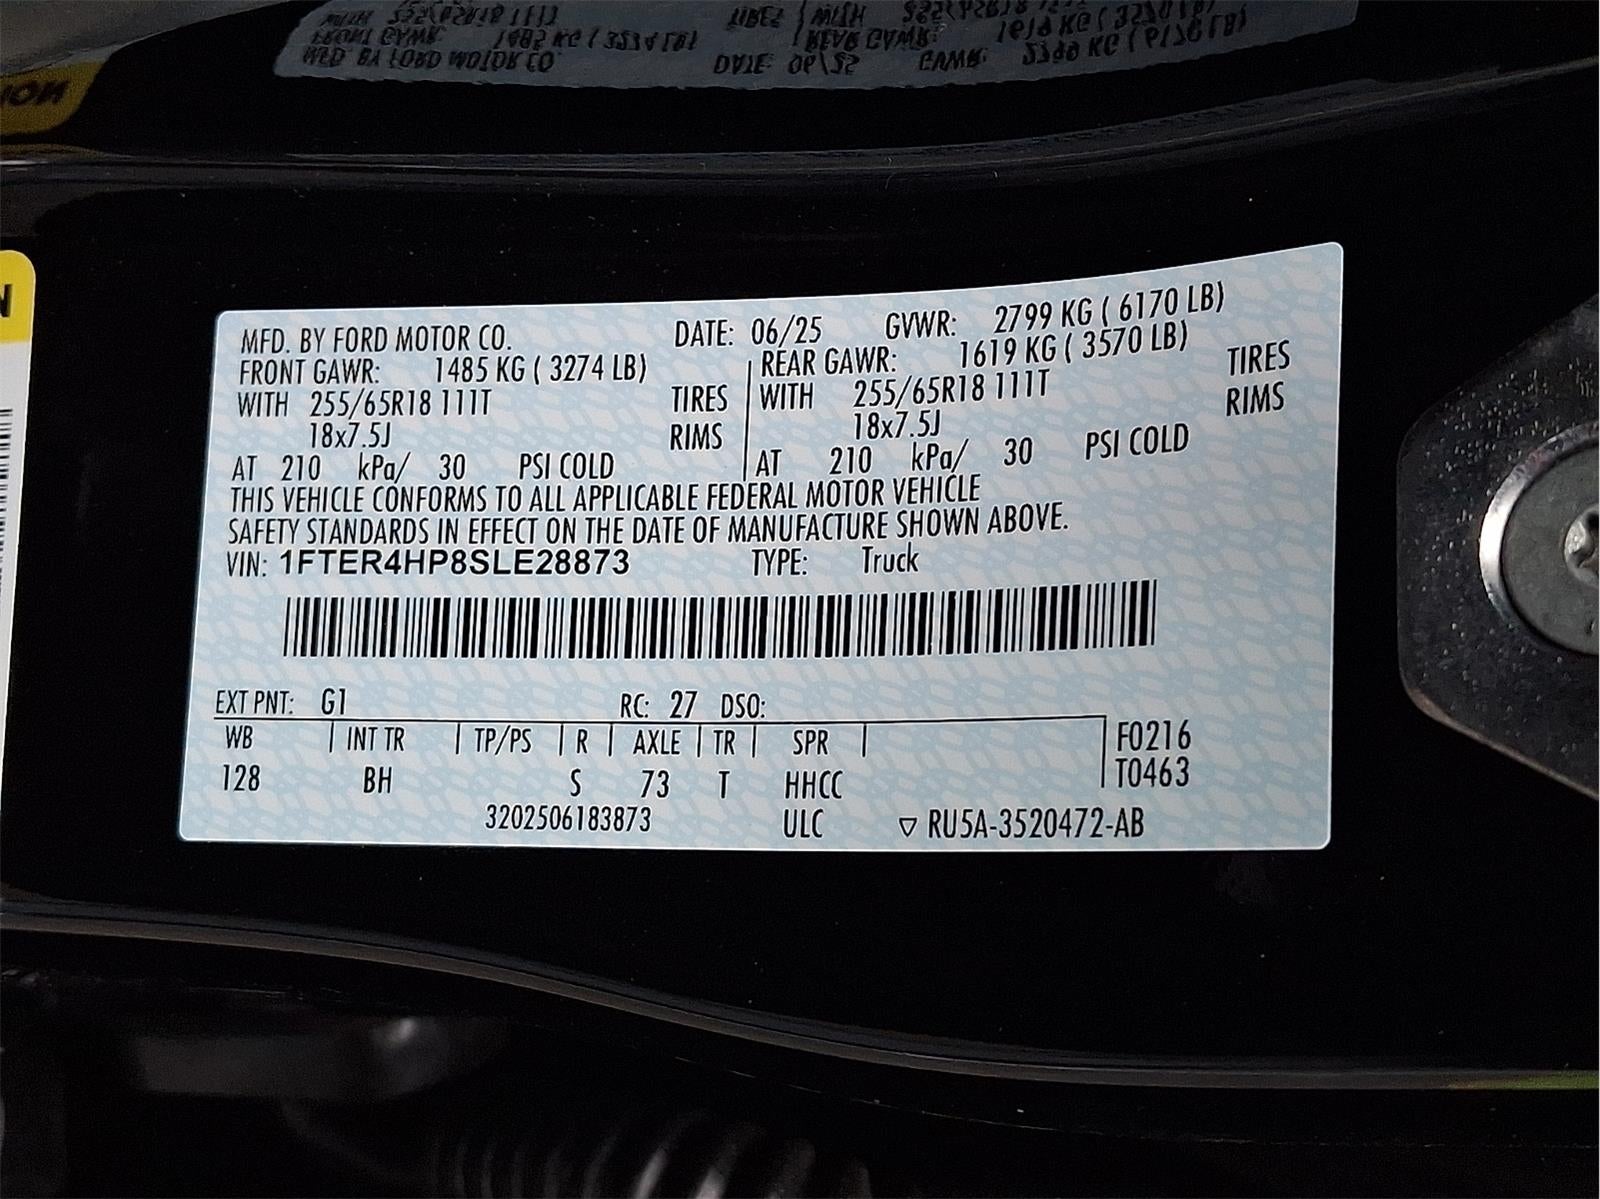 MFD. BY FORD MOTOR CO. DATE: 06/25 GVWR: 2799 KG ( 6170 LB)
FRONT GAWR: 1485 KG ( 3274 LB) REAR GAWR: 1619 KG ( 3570 LB)
WITH 255/65R18 111T TIRES WITH 255/65R18 111T TIRES
18x7.5J RIMS 18x7.5J RIMS
AT 210 kPa/ 30 PSI COLD AT 210 kPa/ 30 PSI COLD
THIS VEHICLE CONFORMS TO ALL APPLICABLE FEDERAL MOTOR VEHICLE
SAFETY STANDARDS IN EFFECT ON THE DATE OF MANUFACTURE SHOWN ABOVE.
VIN: 1FTER4HP8SLE28873 TYPE: Truck
EXT PNT: G1 RC: 27 DSO:
WB INT TR TP/PS R AXLE TR SPR F0216
128 BH S 73 T HHCC T0463
3202506183873 ULC ▽ RU5A-3520472-AB